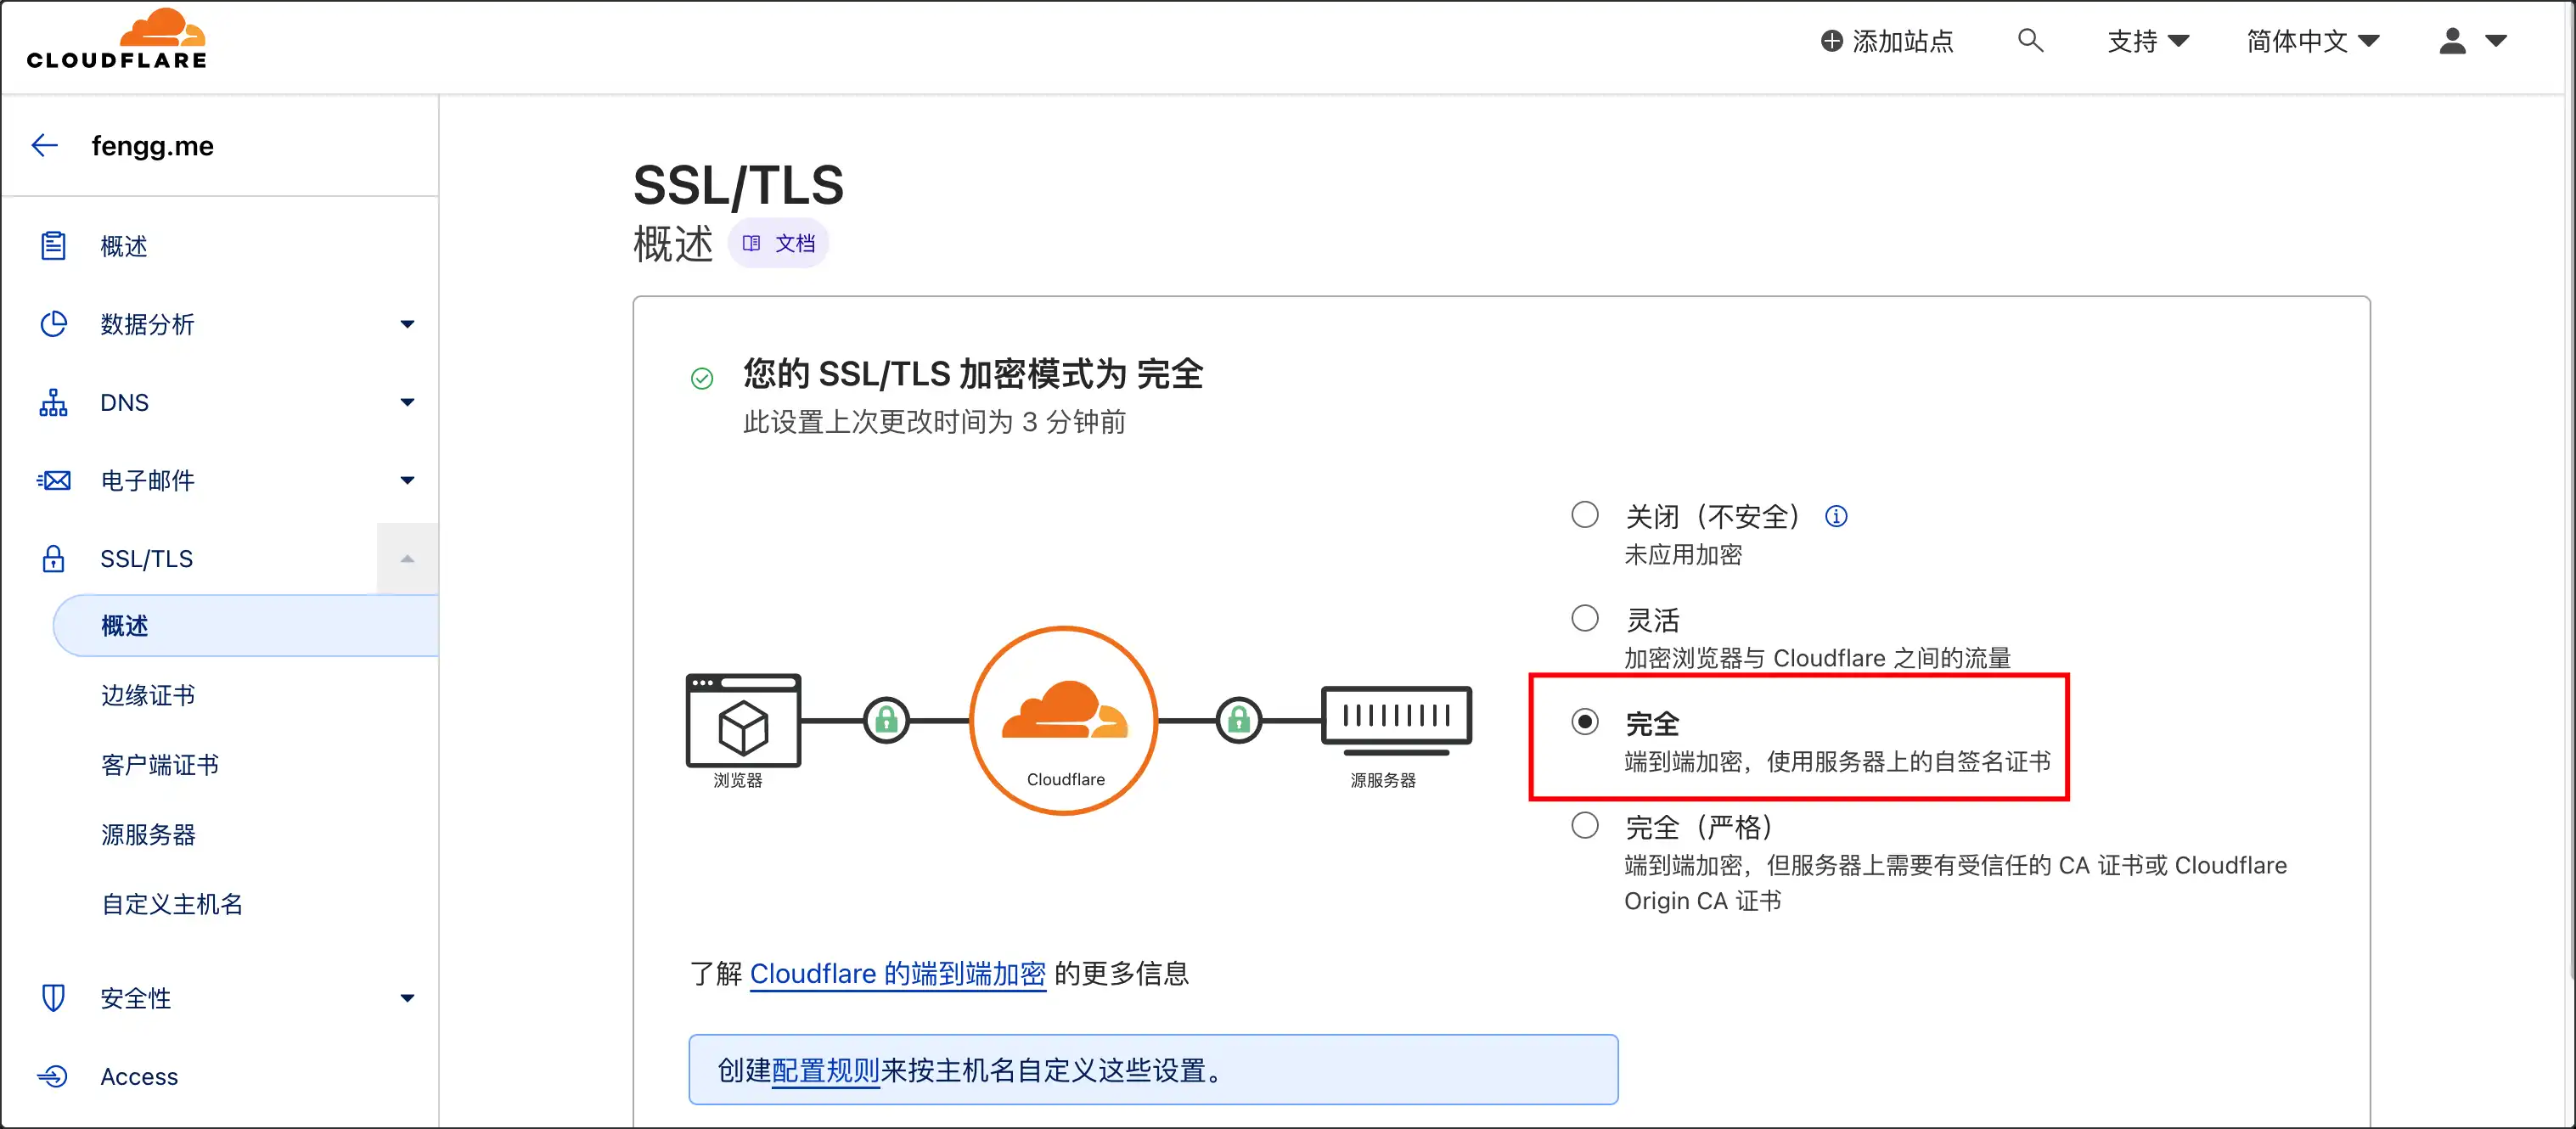 CLOUDFLARE
添加站点
支持
简体中文
fengg.me
概述
数据分析
DNS
电子邮件
SSL/TLS
概述
边缘证书
客户端证书
源服务器
自定义主机名
安全性
Access
SSL/TLS
概述
文档
您的 SSL/TLS 加密模式为 完全
此设置上次更改时间为 3 分钟前
浏览器
Cloudflare
源服务器
关闭（不安全）
未应用加密
灵活
加密浏览器与 Cloudflare 之间的流量
完全
端到端加密，使用服务器上的自签名证书
完全（严格）
端到端加密，但服务器上需要有受信任的 CA 证书或 Cloudflare
Origin CA 证书
了解 Cloudflare 的端到端加密 的更多信息
创建配置规则来按主机名自定义这些设置。